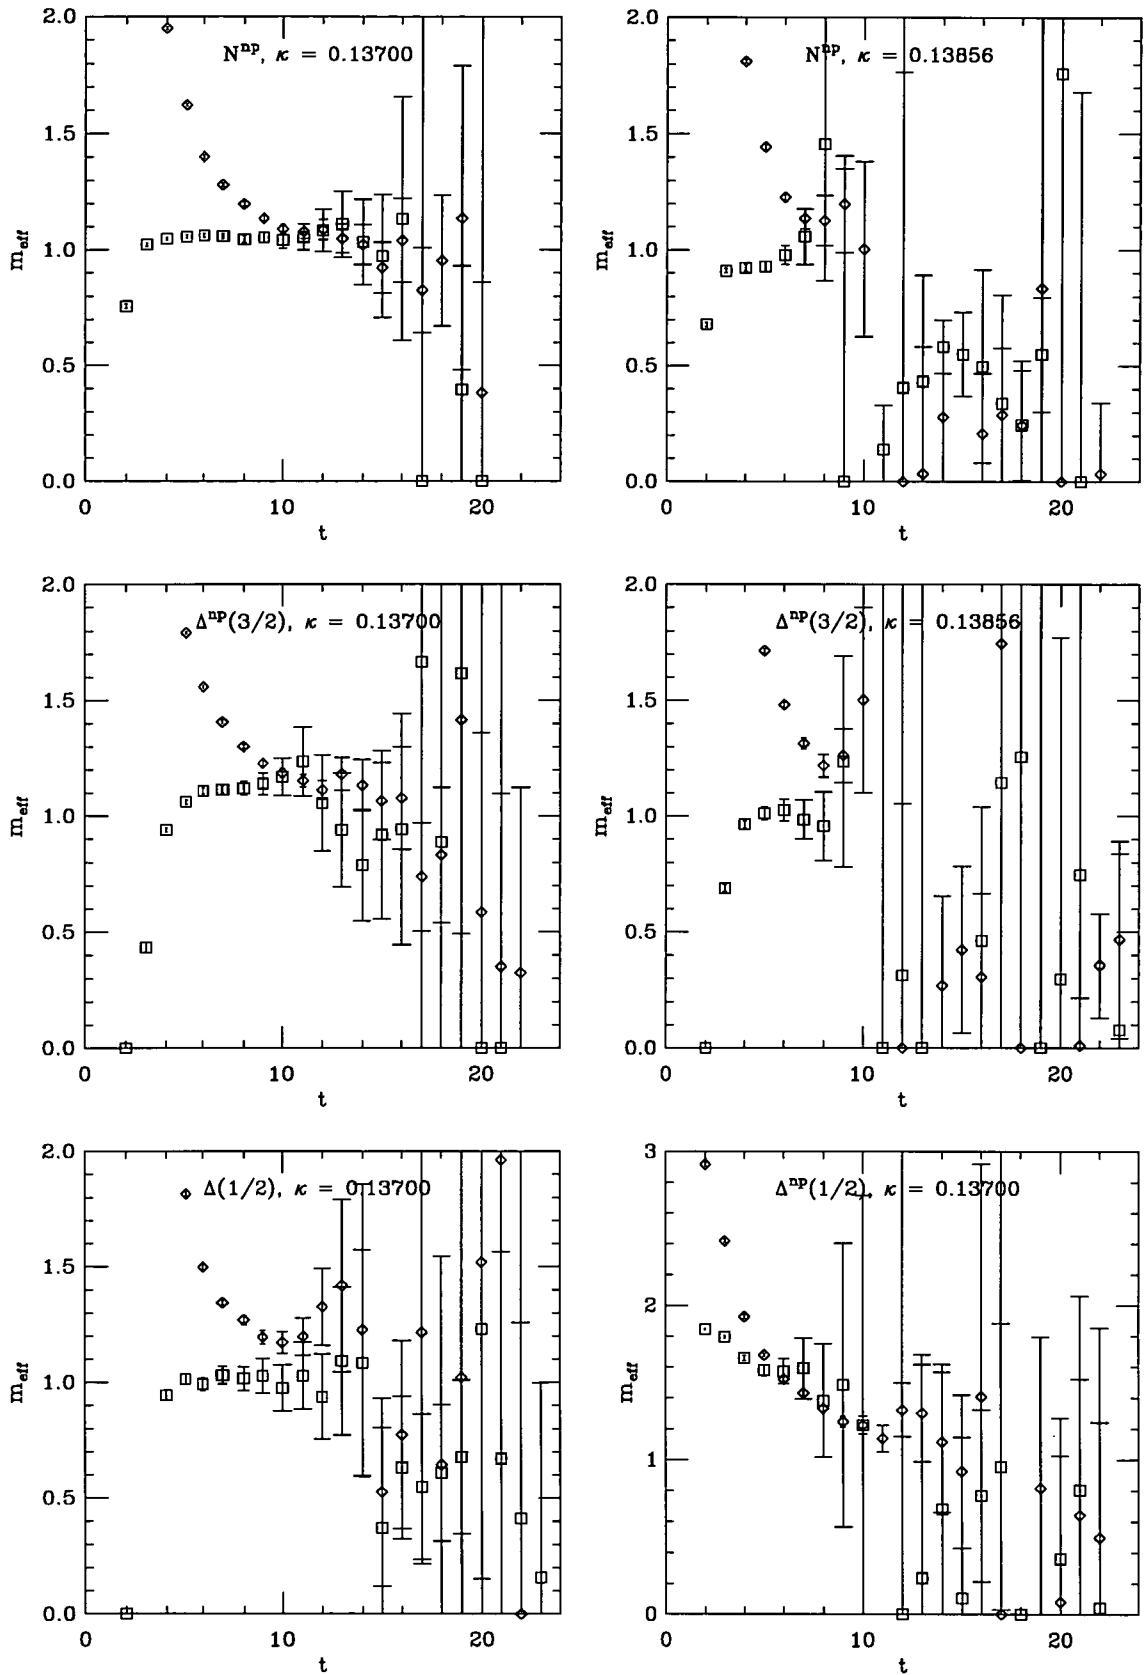 2.0
1.5
1.0
0.5
0.0
m_eff
N^np, κ = 0.13700
0
10
20
t
2.0
1.5
1.0
0.5
0.0
m_eff
N^np, κ = 0.13856
0
10
20
t
2.0
1.5
1.0
0.5
0.0
m_eff
Δ^np(3/2), κ = 0.13700
0
10
20
t
2.0
1.5
1.0
0.5
0.0
m_eff
Δ^np(3/2), κ = 0.13856
0
10
20
t
2.0
1.5
1.0
0.5
0.0
m_eff
Δ(1/2), κ = 0.13700
0
10
20
t
3
2
1
0
m_eff
Δ^np(1/2), κ = 0.13700
0
10
20
t